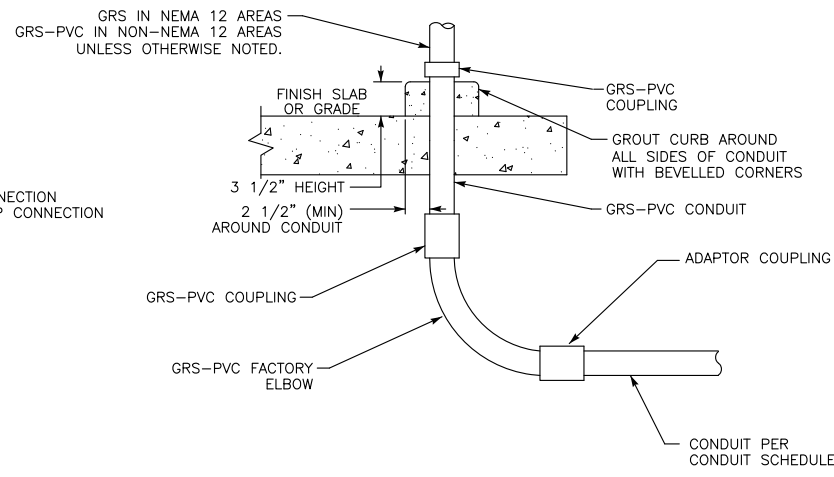 GRS IN NEMA 12 AREAS
GRS-PVC IN NON-NEMA 12 AREAS
UNLESS OTHERWISE NOTED.
FINISH SLAB
OR GRADE
GRS-PVC
COUPLING
GROUT CURB AROUND
ALL SIDES OF CONDUIT
WITH BEVELLED CORNERS
3 1/2" HEIGHT
2 1/2" (MIN)
AROUND CONDUIT
GRS-PVC CONDUIT
NECTION
P CONNECTION
ADAPTOR COUPLING
GRS-PVC COUPLING
GRS-PVC FACTORY
ELBOW
CONDUIT PER
CONDUIT SCHEDULE